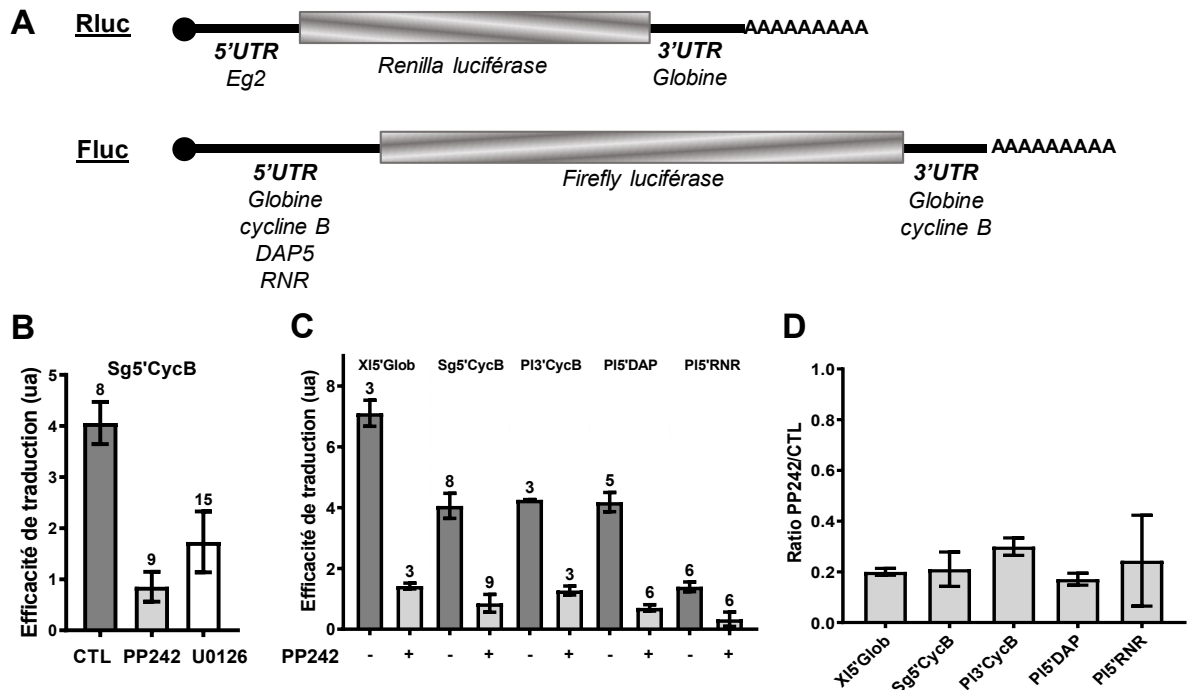 A
Rluc
AAAAAAAAA
5’UTR
Eg2
Renilla luciférase
3’UTR
Globine
Fluc
AAAAAAAAA
5’UTR
Globine
cycline B
DAP5
RNR
Firefly luciférase
3’UTR
Globine
cycline B
B
Sg5'CycB
Efficacité de traduction (ua)
5
4
3
2
1
0
8
9
15
CTL PP242 U0126
C
Xl5'Glob Sg5'CycB Pl3'CycB Pl5'DAP Pl5'RNR
Efficacité de traduction (ua)
8
6
4
2
0
3
3
8
9
3
3
5
6
6
6
PP242 - + - + - + - + - +
D
Ratio PP242/CTL
1.0
0.8
0.6
0.4
0.2
0.0
Xl5'Glob
Sg5'CycB
Pl3'CycB
Pl5'DAP
Pl5'RNR